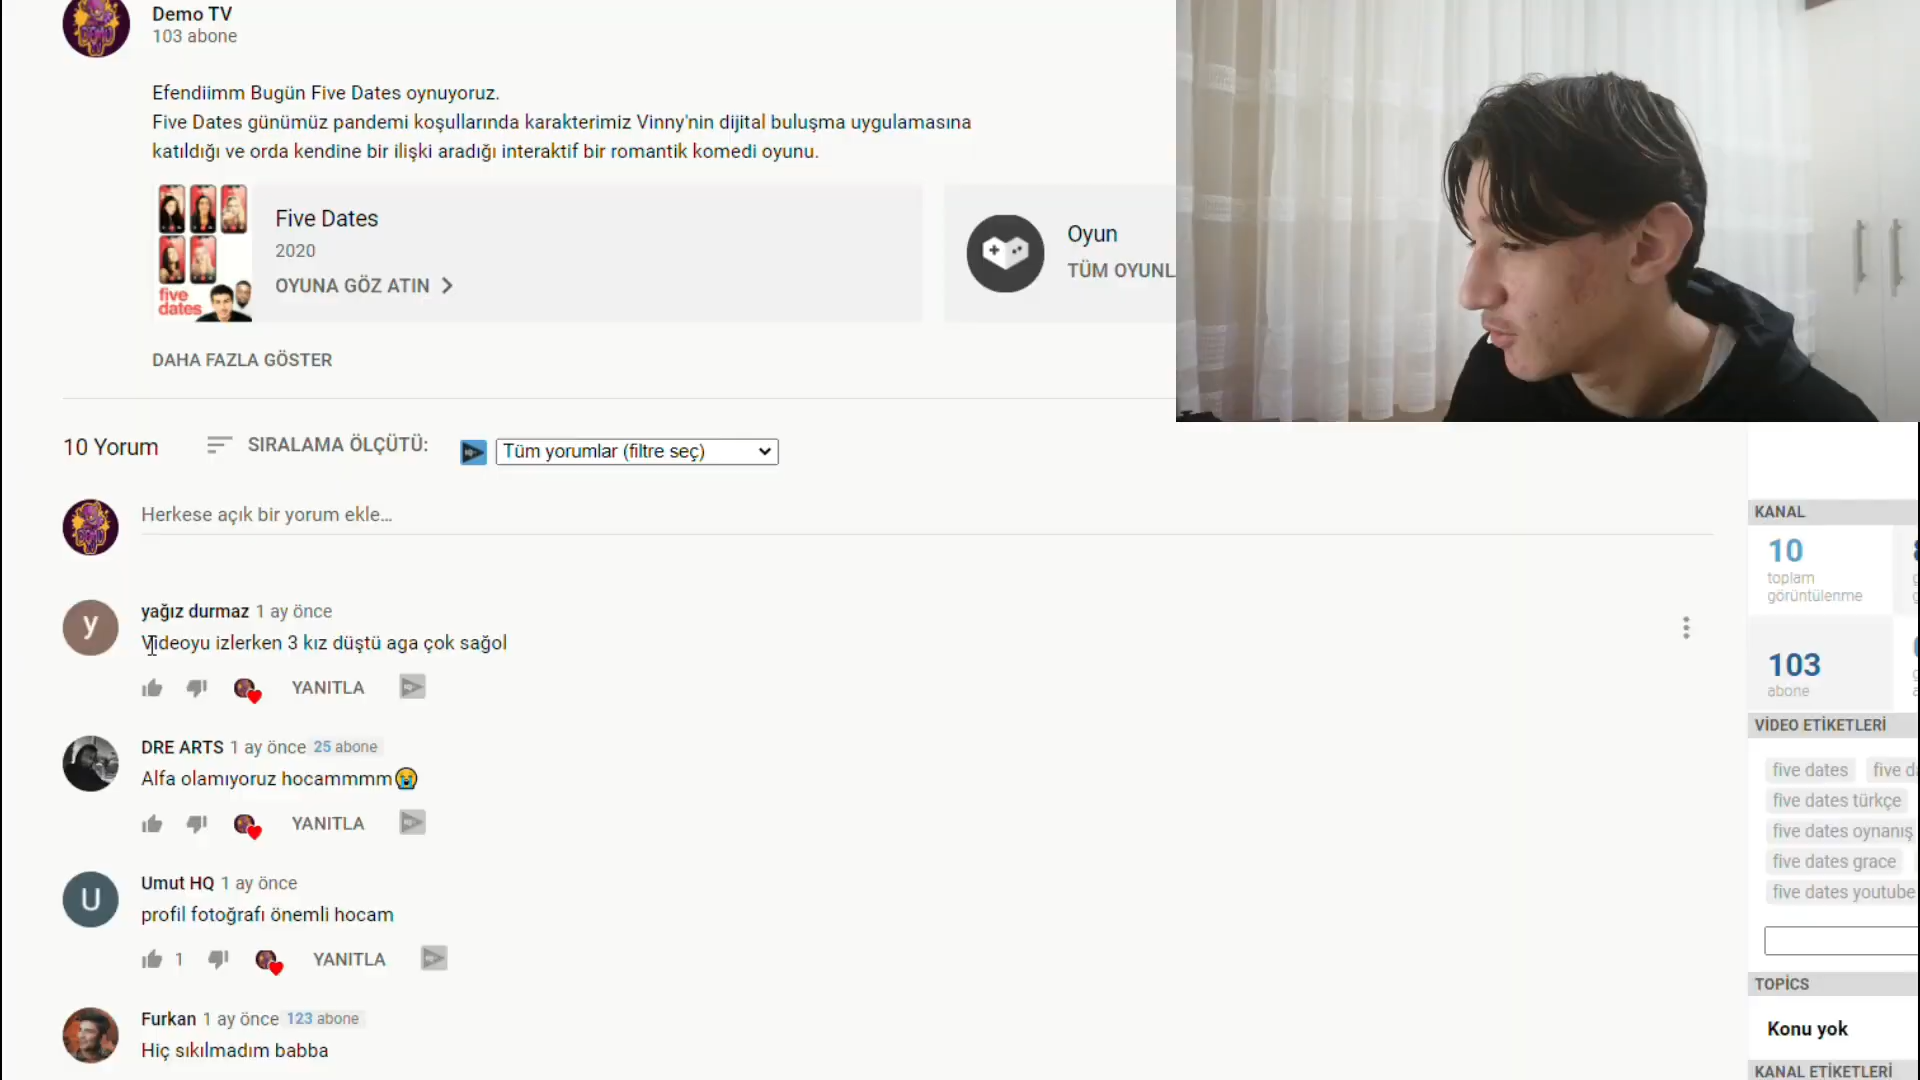 Demo TV
103 abone
Efendiimm Bugün Five Dates oynuyoruz.
Five Dates günümüz pandemi koşullarında karakterimiz Vinny'nin dijital buluşma uygulamasına
katıldığı ve orda kendine bir ilişki aradığı interaktif bir romantik komedi oyunu.
five
dates
Five Dates
2020
OYUNA GÖZ ATIN
Oyun
TÜM OYUNL
DAHA FAZLA GÖSTER
10 Yorum
SIRALAMA ÖLÇÜTÜ:
Tüm yorumlar (filtre seç)
Herkese açık bir yorum ekle...
yağız durmaz 1 ay önce
Videoyu izlerken 3 kız düştü aga çok sağol
YANITLA
DRE ARTS 1 ay önce 25 abone
Alfa olamıyoruz hocammmm😭
YANITLA
U
Umut HQ 1 ay önce
profil fotoğrafı önemli hocam
1
YANITLA
Furkan 1 ay önce 123 abone
Hiç sıkılmadım babba
y
KANAL
10
toplam
görüntülenme
103
abone
VİDEO ETİKETLERİ
five dates
five d
five dates türkçe
five dates oynanış
five dates grace
five dates youtube
TOPİCS
Konu yok
KANAL ETİKETLERİ